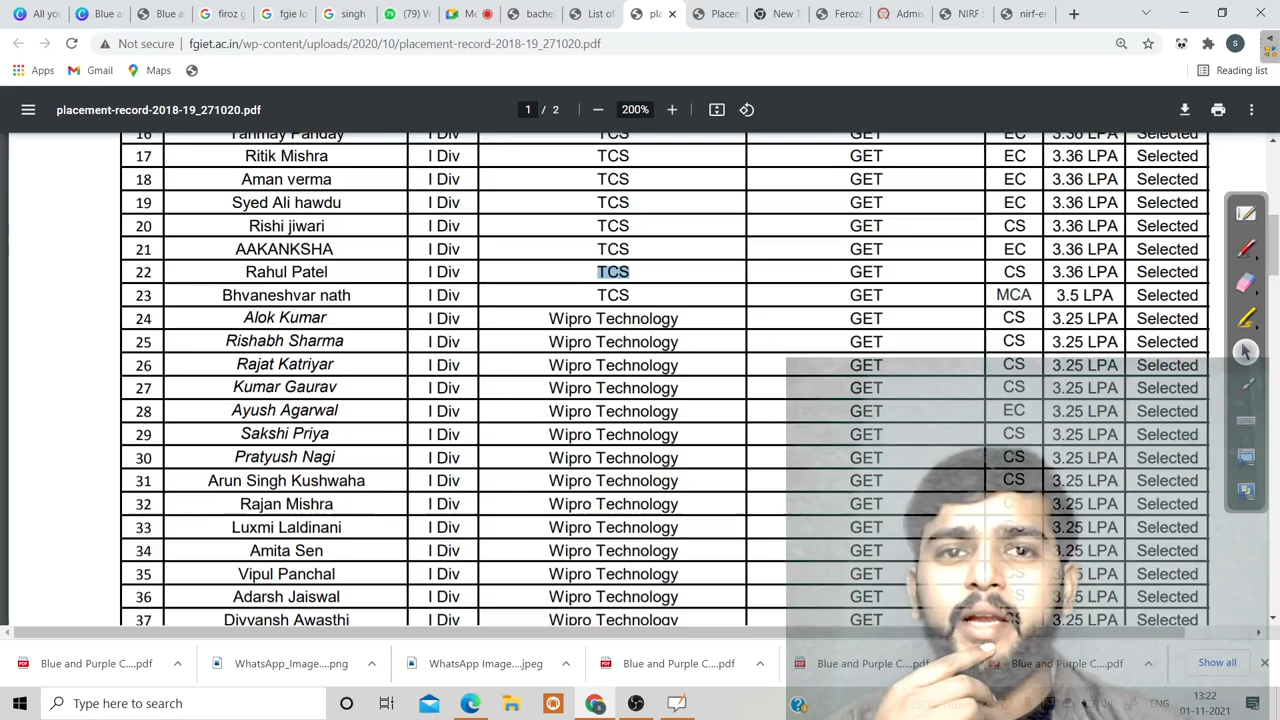 All you
Blue a
Blue a
firoz g
fgie lo
singh
(79) W
Me
bache
List of
pla
Placen
New T
Feroze
Admis
NIRF
nirf-er
Not secure fgiet.ac.in/wp-content/uploads/2020/10/placement-record-2018-19_271020.pdf
Apps Gmail Maps Reading list
placement-record-2018-19_271020.pdf 1 / 2 200%
16 Tanmay Panday I Div TCS GET EC 3.36 LPA Selected
17 Ritik Mishra I Div TCS GET EC 3.36 LPA Selected
18 Aman verma I Div TCS GET EC 3.36 LPA Selected
19 Syed Ali hawdu I Div TCS GET EC 3.36 LPA Selected
20 Rishi jiwari I Div TCS GET CS 3.36 LPA Selected
21 AAKANKSHA I Div TCS GET EC 3.36 LPA Selected
22 Rahul Patel I Div TCS GET CS 3.36 LPA Selected
23 Bhvaneshvar nath I Div TCS GET MCA 3.5 LPA Selected
24 Alok Kumar I Div Wipro Technology GET CS 3.25 LPA Selected
25 Rishabh Sharma I Div Wipro Technology GET CS 3.25 LPA Selected
26 Rajat Katriyar I Div Wipro Technology GET CS 3.25 LPA Selected
27 Kumar Gaurav I Div Wipro Technology GET CS 3.25 LPA Selected
28 Ayush Agarwal I Div Wipro Technology GET EC 3.25 LPA Selected
29 Sakshi Priya I Div Wipro Technology GET CS 3.25 LPA Selected
30 Pratyush Nagi I Div Wipro Technology GET CS 3.25 LPA Selected
31 Arun Singh Kushwaha I Div Wipro Technology GET CS 3.25 LPA Selected
32 Rajan Mishra I Div Wipro Technology GET 3.25 LPA Selected
33 Luxmi Laldinani I Div Wipro Technology GET 3.25 LPA Selected
34 Amita Sen I Div Wipro Technology GET 3.25 LPA Selected
35 Vipul Panchal I Div Wipro Technology GET 3.25 LPA Selected
36 Adarsh Jaiswal I Div Wipro Technology GET 3.25 LPA Selected
37 Divyansh Awasthi I Div Wipro Technology GET 3.25 LPA Selected
Blue and Purple C....pdf WhatsApp_Image....png WhatsApp Image....jpeg Blue and Purple C....pdf Blue and Purple C....pdf Blue and Purple C....pdf Show all
Type here to search
13:22
01-11-2021